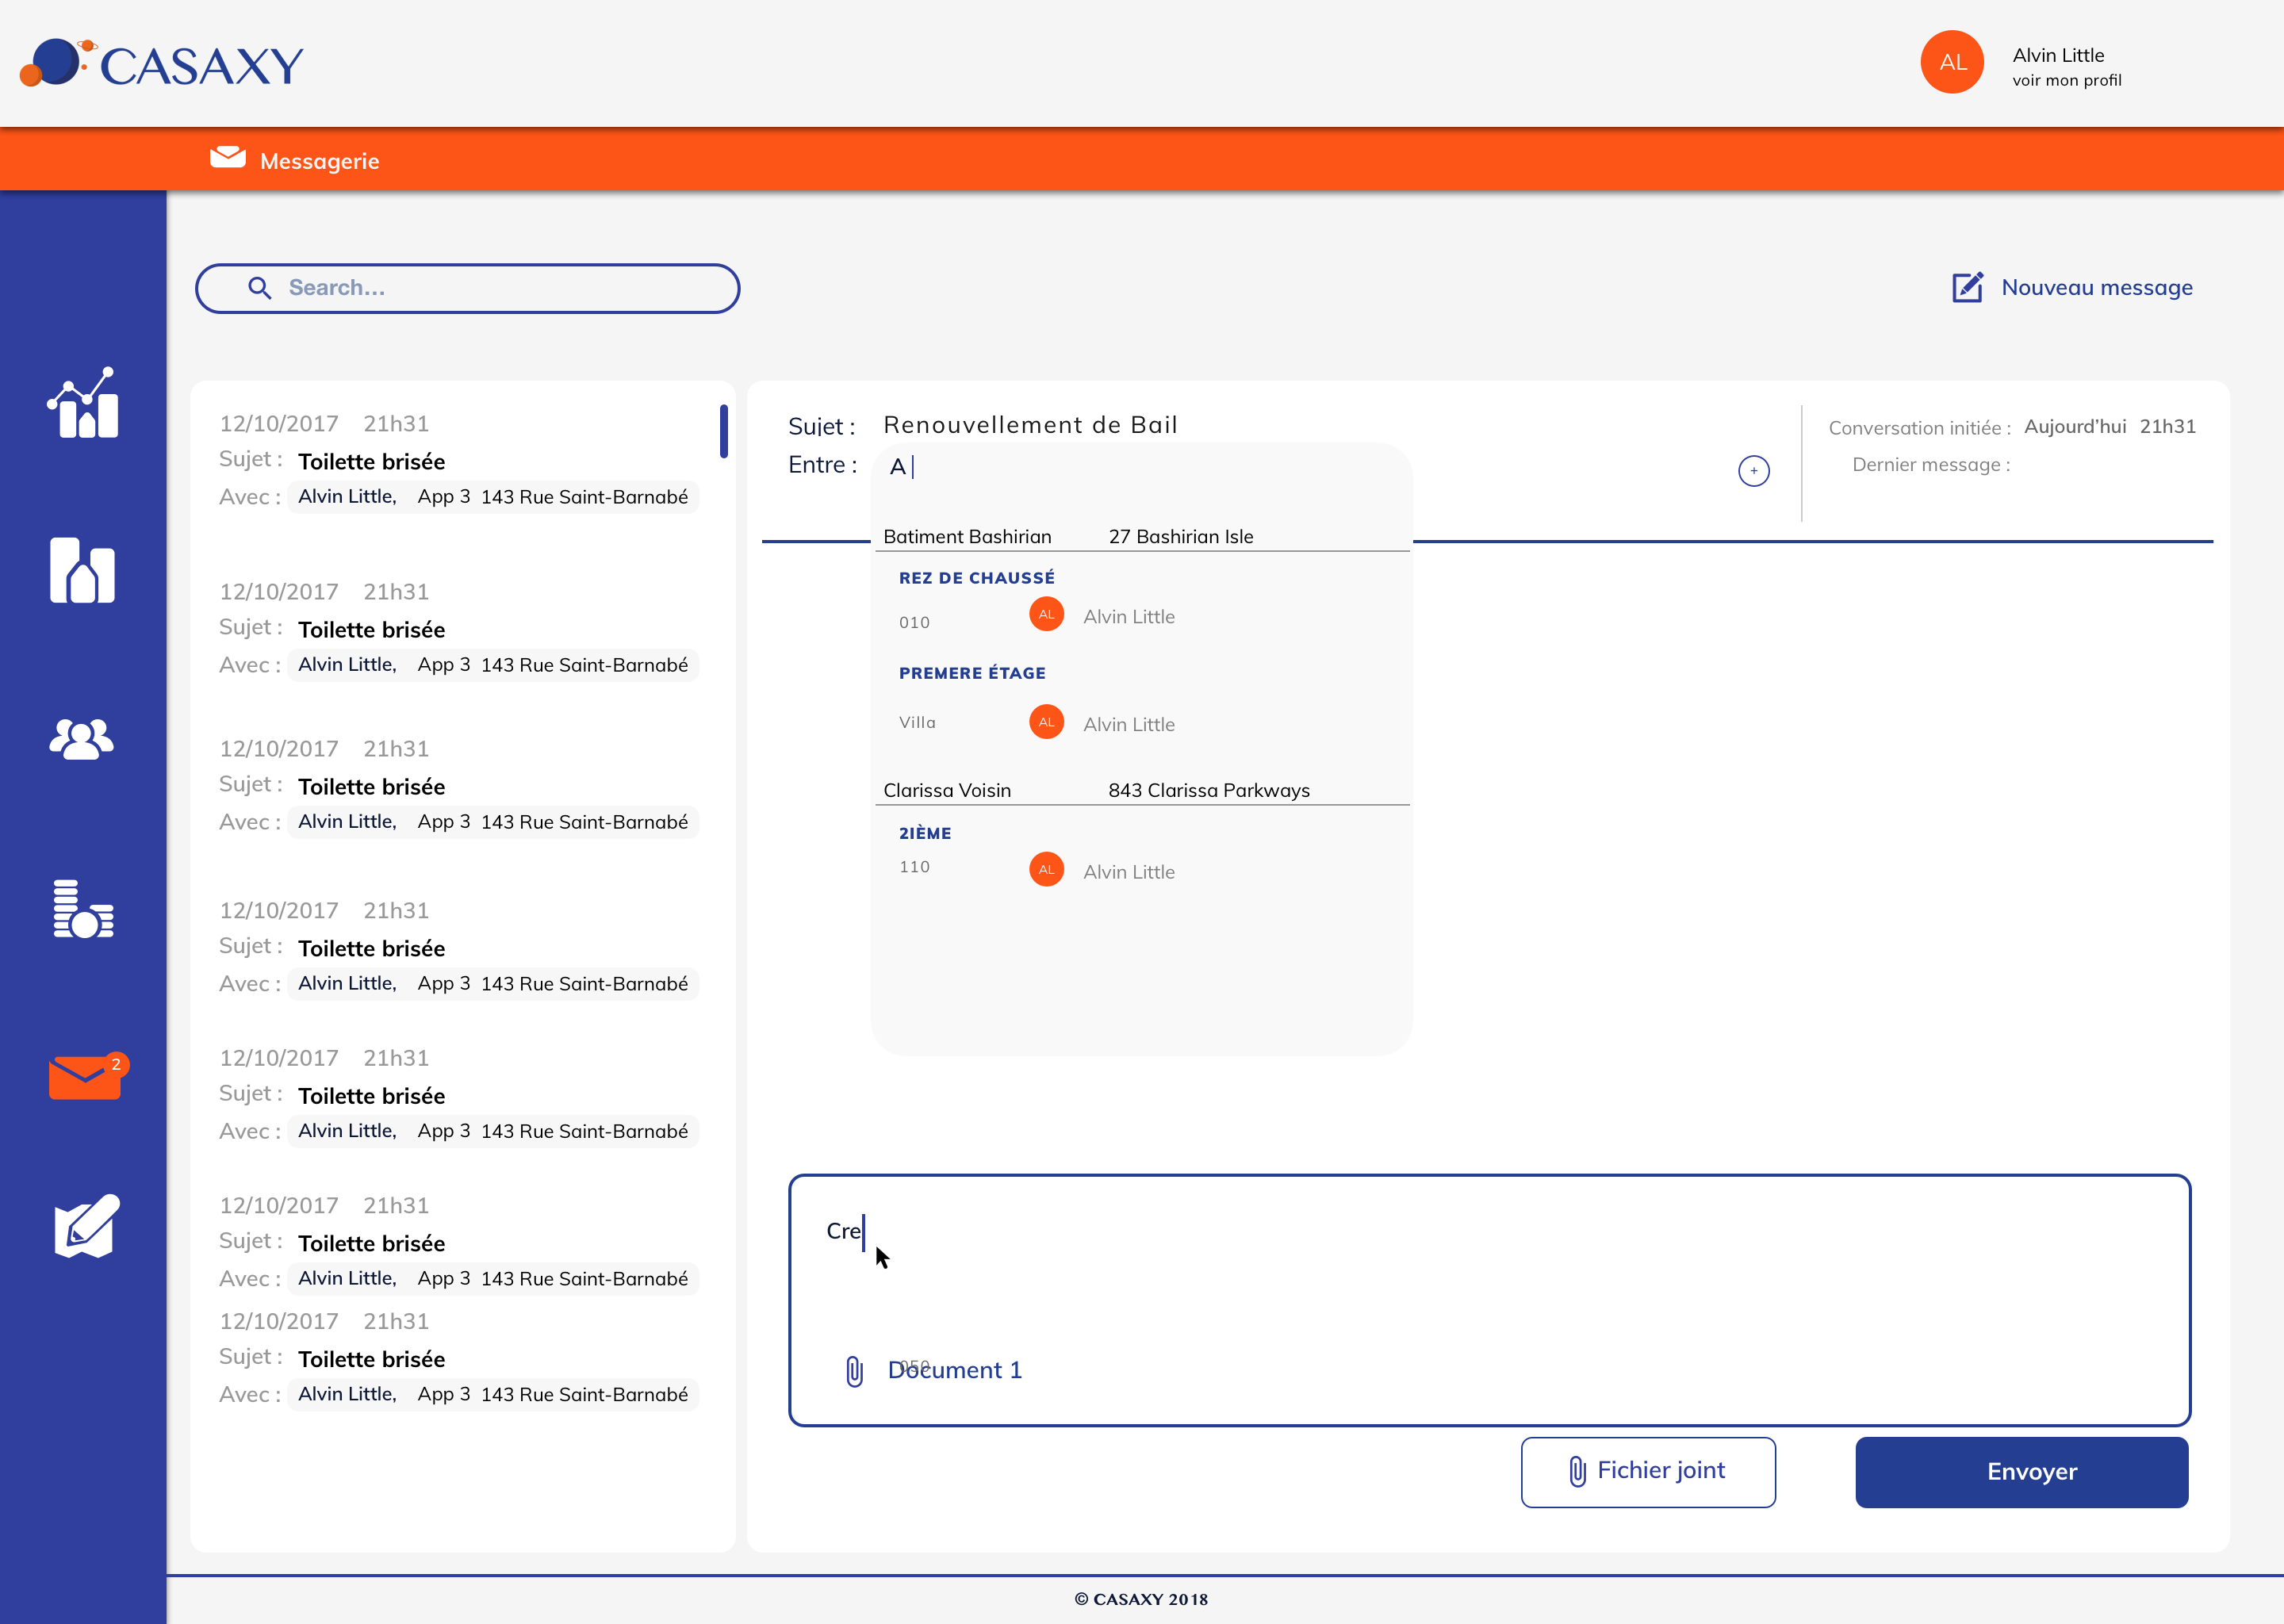 CASAXY
AL
Alvin Little
voir mon profil
Messagerie
Search...
Nouveau message
12/10/2017 21h31
Sujet : Toilette brisée
Avec : Alvin Little, App 3 143 Rue Saint-Barnabé
12/10/2017 21h31
Sujet : Toilette brisée
Avec : Alvin Little, App 3 143 Rue Saint-Barnabé
12/10/2017 21h31
Sujet : Toilette brisée
Avec : Alvin Little, App 3 143 Rue Saint-Barnabé
12/10/2017 21h31
Sujet : Toilette brisée
Avec : Alvin Little, App 3 143 Rue Saint-Barnabé
12/10/2017 21h31
Sujet : Toilette brisée
Avec : Alvin Little, App 3 143 Rue Saint-Barnabé
12/10/2017 21h31
Sujet : Toilette brisée
Avec : Alvin Little, App 3 143 Rue Saint-Barnabé
12/10/2017 21h31
Sujet : Toilette brisée
Avec : Alvin Little, App 3 143 Rue Saint-Barnabé
2
Sujet : Renouvellement de Bail
Entre : A
+
Conversation initiée : Aujourd'hui 21h31
Dernier message :
Batiment Bashirian 27 Bashirian Isle
REZ DE CHAUSSÉ
010 AL Alvin Little
PREMERE ÉTAGE
Villa AL Alvin Little
Clarissa Voisin 843 Clarissa Parkways
2IÈME
110 AL Alvin Little
Cre
050
Document 1
Fichier joint
Envoyer
© CASAXY 2018